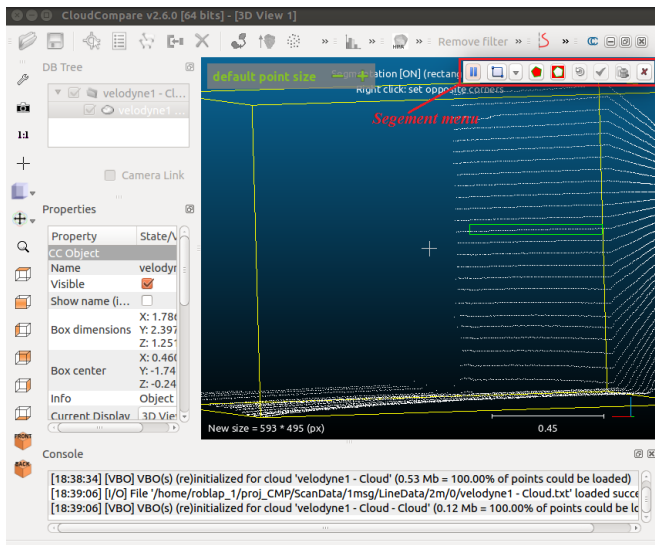 CloudCompare v2.6.0 [64 bits] - [3D View 1]
Remove filter
DB Tree
velodyne1 - Cl...
velodyne1 ...
1:1
Camera Link
Properties
Property State/V
CC Object
Name velodyn
Visible
Show name (i...
Box dimensions
X: 1.786
Y: 2.397
Z: 1.251
Box center
X: 0.460
Y: -1.74
Z: -0.24
Info Object
Current Display 3D View
FRONT
BACK
default point size
Segmentation [ON] (rectang
Right click: set opposite corners
Segement menu
New size = 593 * 495 (px)
0.45
Console
[18:38:34] [VBO] VBO(s) (re)initialized for cloud 'velodyne1 - Cloud' (0.53 Mb = 100.00% of points could be loaded)
[18:39:06] [I/O] File '/home/roblap_1/proj_CMP/ScanData/1msg/LineData/2m/0/velodyne1 - Cloud.txt' loaded succe
[18:39:06] [VBO] VBO(s) (re)initialized for cloud 'velodyne1 - Cloud - Cloud' (0.12 Mb = 100.00% of points could be lo